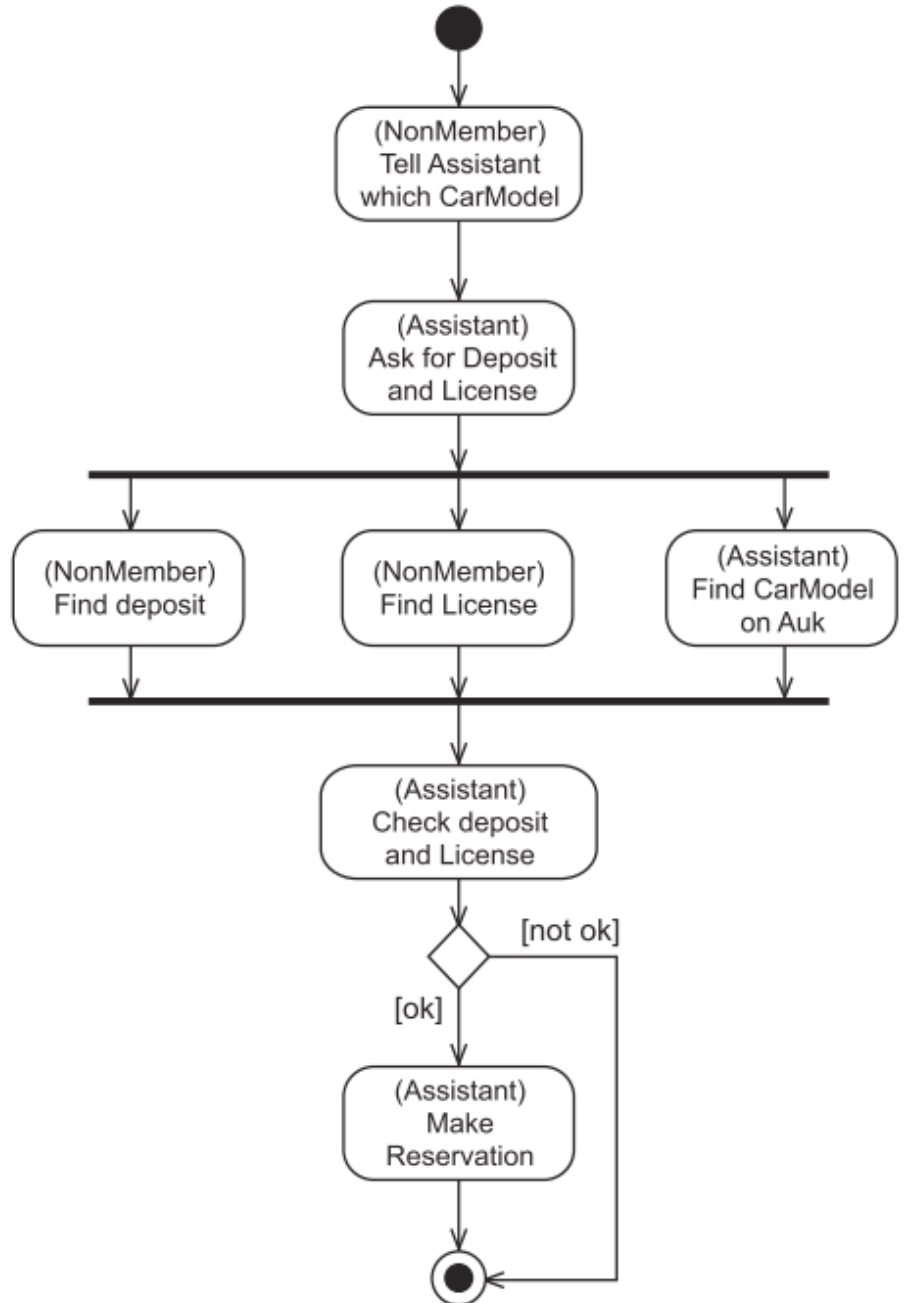 (NonMember)
Tell Assistant
which CarModel
(Assistant)
Ask for Deposit
and License
(NonMember)
Find deposit
(NonMember)
Find License
(Assistant)
Find CarModel
on Auk
(Assistant)
Check deposit
and License
[not ok]
[ok]
(Assistant)
Make
Reservation